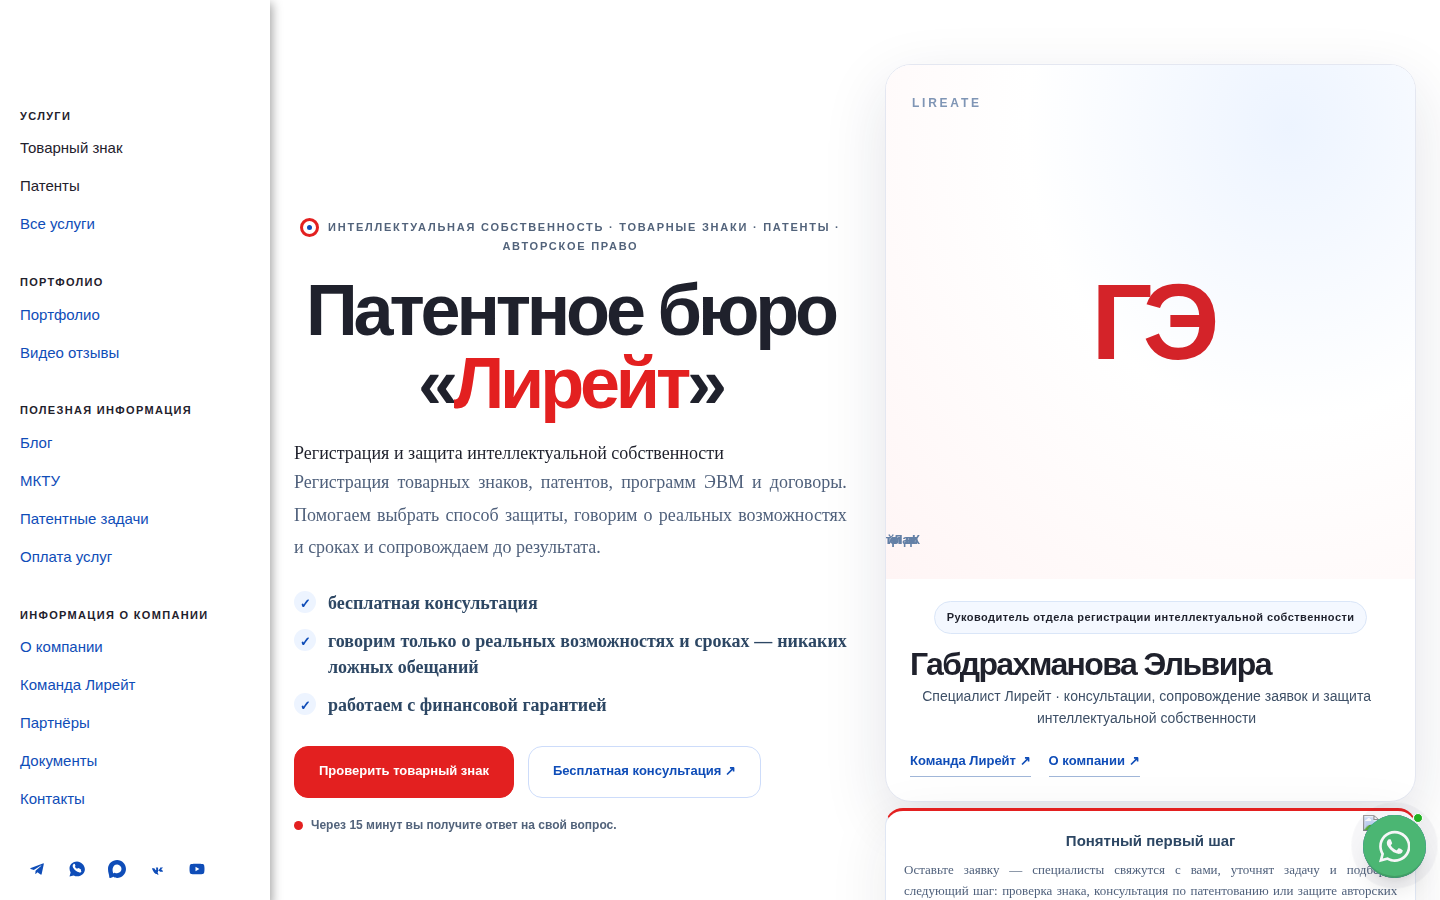 УСЛУГИ
Товарный знак
Патенты
Все услуги
ПОРТФОЛИО
Портфолио
Видео отзывы
ПОЛЕЗНАЯ ИНФОРМАЦИЯ
Блог
МКТУ
Патентные задачи
Оплата услуг
ИНФОРМАЦИЯ О КОМПАНИИ
О компании
Команда Лирейт
Партнёры
Документы
Контакты
ИНТЕЛЛЕКТУАЛЬНАЯ СОБСТВЕННОСТЬ · ТОВАРНЫЕ ЗНАКИ · ПАТЕНТЫ ·
АВТОРСКОЕ ПРАВО
Патентное бюро
«Лирейт»
Регистрация и защита интеллектуальной собственности
Регистрация товарных знаков, патентов, программ ЭВМ и договоры.
Помогаем выбрать способ защиты, говорим о реальных возможностях
и сроках и сопровождаем до результата.
✓ бесплатная консультация
✓ говорим только о реальных возможностях и сроках — никаких
ложных обещаний
✓ работаем с финансовой гарантией
Проверить товарный знак
Бесплатная консультация ↗
Через 15 минут вы получите ответ на свой вопрос.
LIREATE
ГЭ
Руководитель отдела регистрации интеллектуальной собственности
Габдрахманова Эльвира
Специалист Лирейт · консультации, сопровождение заявок и защита
интеллектуальной собственности
Команда Лирейт ↗
О компании ↗
Понятный первый шаг
Оставьте заявку — специалисты свяжутся с вами, уточнят задачу и
следующий шаг: проверка знака, консультация по патентованию или защите авторских